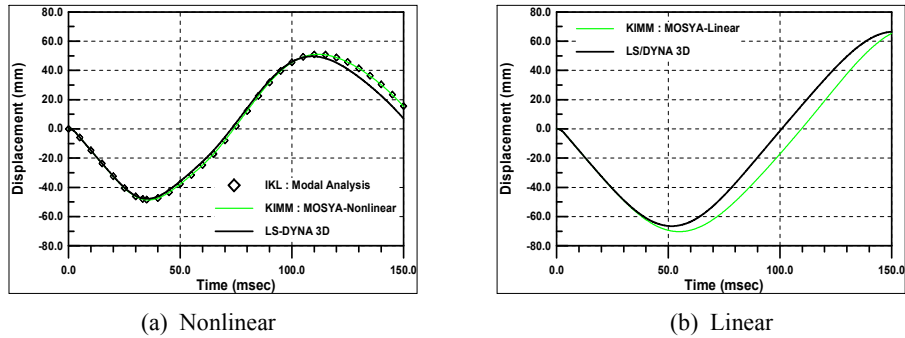 80.0
60.0
40.0
20.0
0.0
-20.0
-40.0
-60.0
-80.0
Displacement (mm)
IKL : Modal Analysis
KIMM : MOSYA-Nonlinear
LS-DYNA 3D
0.0 50.0 100.0 150.0
Time (msec)
(a) Nonlinear
80.0
60.0
40.0
20.0
0.0
-20.0
-40.0
-60.0
-80.0
Displacement (mm)
KIMM : MOSYA-Linear
LS/DYNA 3D
0.0 50.0 100.0 150.0
Time (msec)
(b) Linear